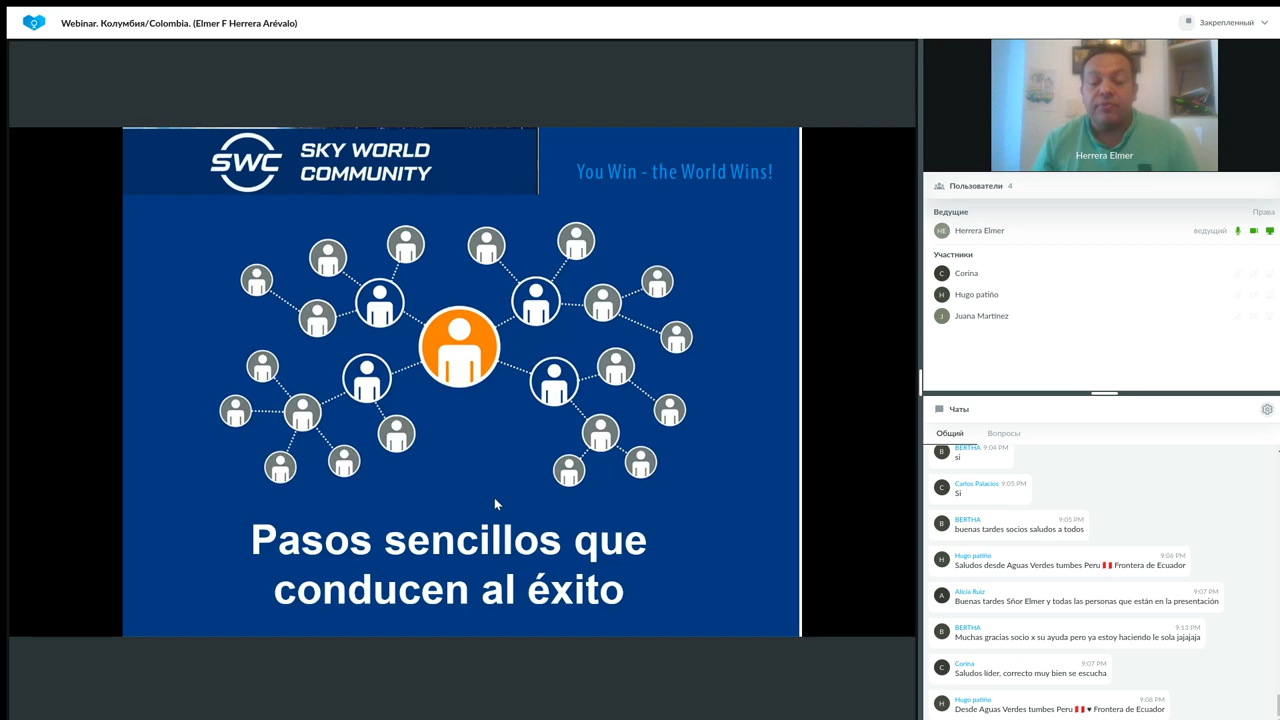 Webinar. Колумбия/Colombia. (Elmer F Herrera Arévalo)
Закрепленный
SWC
SKY WORLD
COMMUNITY
You Win - the World Wins!
Pasos sencillos que
conducen al éxito
Herrera Elmer
Пользователи 4
Ведущие Права
HE Herrera Elmer ведущий
Участники
C Corina
H Hugo patiño
J Juana Martínez
Чаты
Общий Вопросы
B BERTHA 9:04 PM
si
C Carlos Palacios 9:05 PM
Si
B BERTHA 9:05 PM
buenas tardes socios saludos a todos
H Hugo patiño 9:06 PM
Saludos desde Aguas Verdes tumbes Peru 🇵🇪 Frontera de Ecuador
A Alicia Ruiz 9:07 PM
Buenas tardes Sñor Elmer y todas las personas que están en la presentación
B BERTHA 9:13 PM
Muchas gracias socio x su ayuda pero ya estoy haciendo le sola jajajaja
C Corina 9:07 PM
Saludos líder, correcto muy bien se escucha
H Hugo patiño 9:08 PM
Desde Aguas Verdes tumbes Peru 🇵🇪 ♥ Frontera de Ecuador